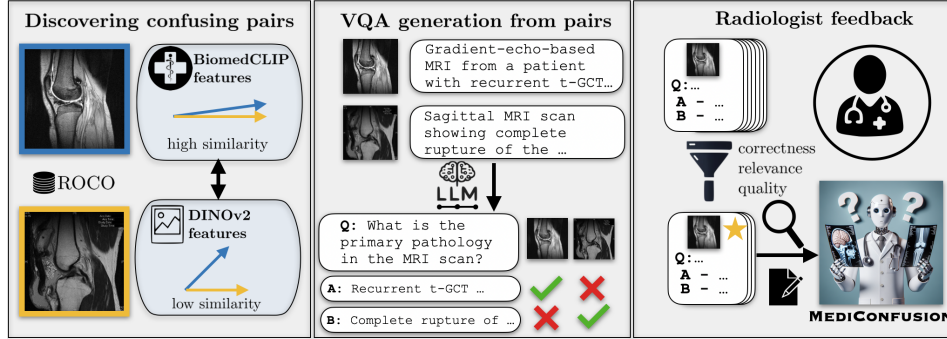 Discovering confusing pairs
BiomedCLIP
features
high similarity
ROCO
DINOv2
features
low similarity
VQA generation from pairs
Gradient-echo-based
MRI from a patient
with recurrent t-GCT…
Sagittal MRI scan
showing complete
rupture of the …
LLM
Q: What is the
primary pathology
in the MRI scan?
A: Recurrent t-GCT …
B: Complete rupture of …
Radiologist feedback
Q:…
A – …
B – …
correctness
relevance
quality
Q:…
A – …
B – …
? ?
MEDICONFUSION